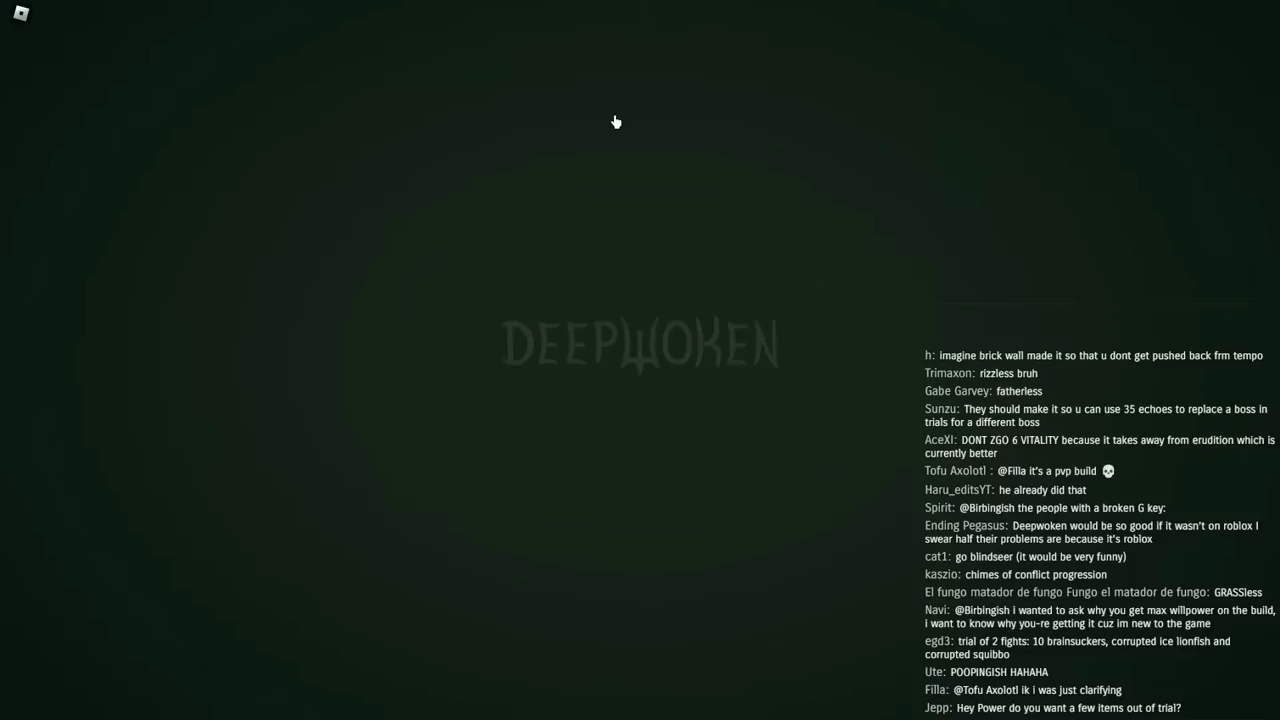 DEEPWOKEN
h: imagine brick wall made it so that u dont get pushed back frm tempo
Trimaxon: rizzless bruh
Gabe Garvey: fatherless
Sunzu: They should make it so u can use 35 echoes to replace a boss in
trials for a different boss
AceXI: DONT ZGO 6 VITALITY because it takes away from erudition which is
currently better
Tofu Axolotl : @Filla it's a pvp build 💀
Haru_editsYT: he already did that
Spirit: @Birbingish the people with a broken G key:
Ending Pegasus: Deepwoken would be so good if it wasn't on roblox I
swear half their problems are because it's roblox
cat1: go blindseer (it would be very funny)
kaszio: chimes of conflict progression
El fungo matador de fungo Fungo el matador de fungo: GRASSless
Navi: @Birbingish i wanted to ask why you get max willpower on the build,
i want to know why you-re getting it cuz im new to the game
egd3: trial of 2 fights: 10 brainsuckers, corrupted ice lionfish and
corrupted squibbo
Ute: POOPINGISH HAHAHA
Filla: @Tofu Axolotl ik i was just clarifying
Jepp: Hey Power do you want a few items out of trial?